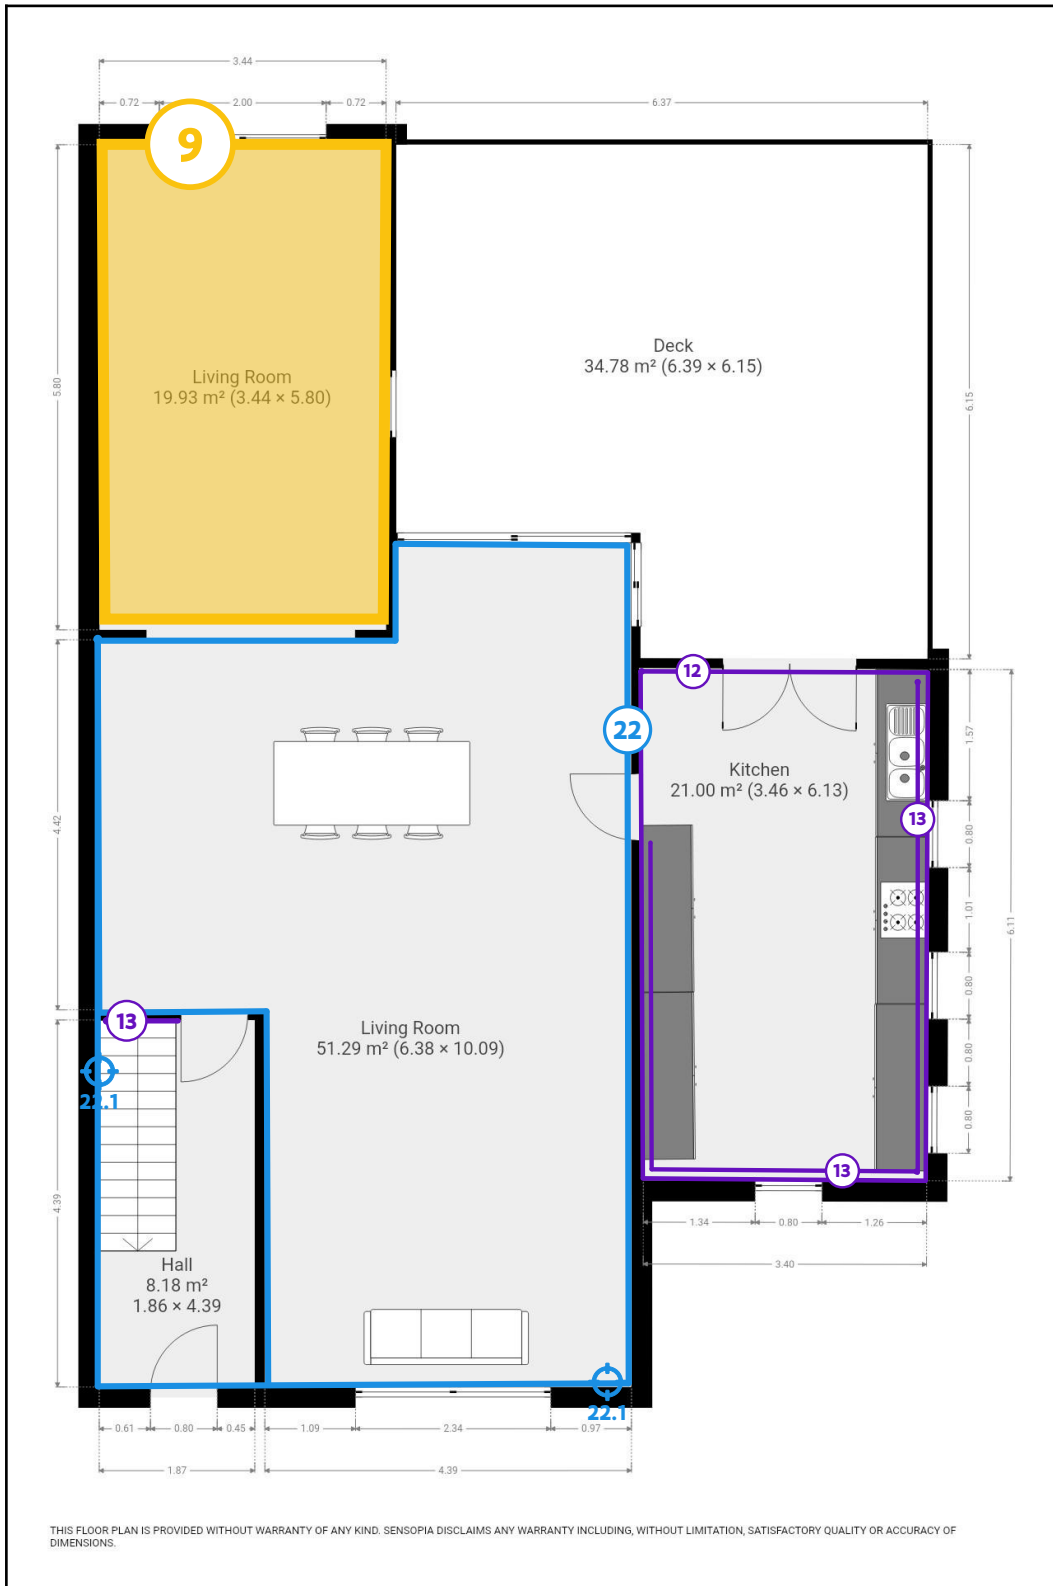 3.44
0.72
2.00
0.72
6.37
9
Deck
34.78 m² (6.39 × 6.15)
Living Room
19.93 m² (3.44 × 5.80)
5.80
6.15
12
22
Kitchen
21.00 m² (3.46 × 6.13)
1.57
13
0.80
4.42
1.01
6.11
0.80
13
Living Room
51.29 m² (6.38 × 10.09)
0.80
22.1
0.80
13
4.39
1.34
0.80
1.26
Hall
8.18 m²
1.86 × 4.39
3.40
22.1
0.61
0.80
0.45
1.09
2.34
0.97
1.87
4.39
THIS FLOOR PLAN IS PROVIDED WITHOUT WARRANTY OF ANY KIND. SENSOPIA DISCLAIMS ANY WARRANTY INCLUDING, WITHOUT LIMITATION, SATISFACTORY QUALITY OR ACCURACY OF
DIMENSIONS.